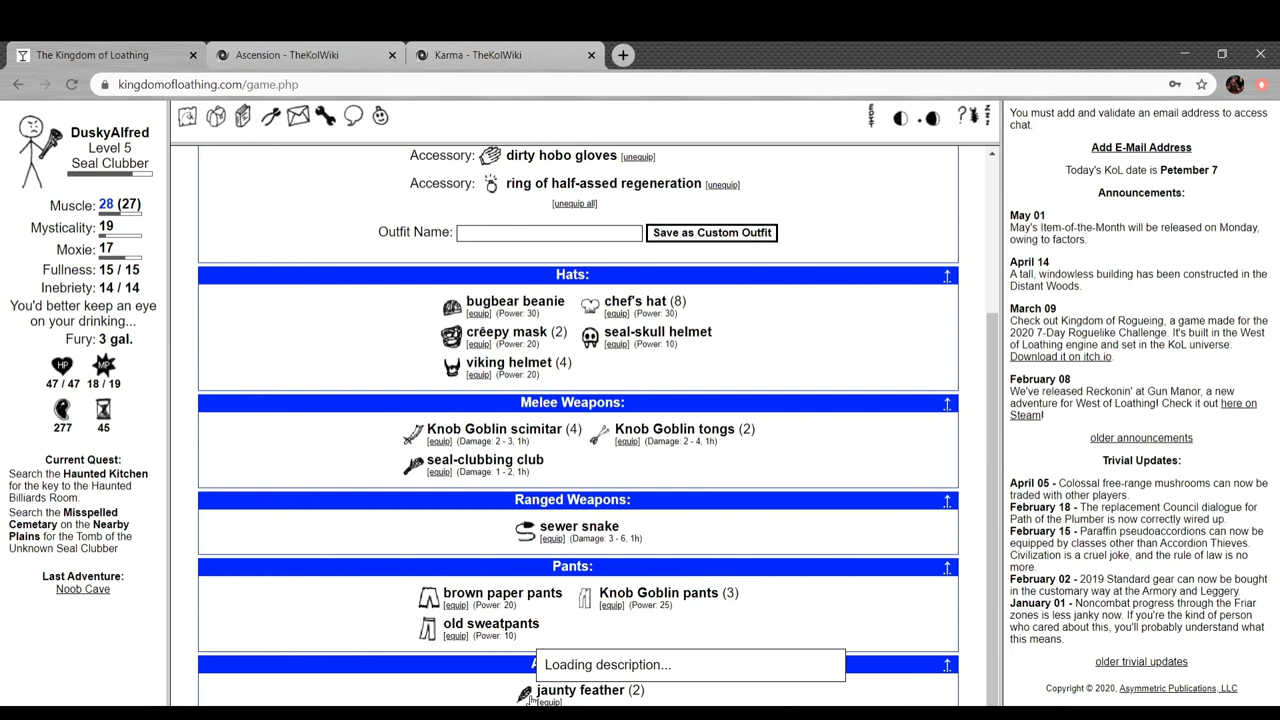 The Kingdom of Loathing
Ascension - TheKolWiki
Karma - TheKolWiki
kingdomofloathing.com/game.php
DuskyAlfred
Level 5
Seal Clubber
Muscle: 28 (27)
Mysticality: 19
Moxie: 17
Fullness: 15 / 15
Inebriety: 14 / 14
You'd better keep an eye
on your drinking...
Fury: 3 gal.
HP
MP
47 / 47
18 / 19
277
45
Current Quest:
Search the Haunted Kitchen
for the key to the Haunted
Billiards Room.
Search the Misspelled
Cemetary on the Nearby
Plains for the Tomb of the
Unknown Seal Clubber
Last Adventure:
Noob Cave
Accessory: dirty hobo gloves [unequip]
Accessory: ring of half-assed regeneration [unequip]
[unequip all]
Outfit Name:
Save as Custom Outfit
Hats:
bugbear beanie
[equip] (Power: 30)
chef's hat (8)
[equip] (Power: 30)
crêepy mask (2)
[equip] (Power: 20)
seal-skull helmet
[equip] (Power: 10)
viking helmet (4)
[equip] (Power: 20)
Melee Weapons:
Knob Goblin scimitar (4)
[equip] (Damage: 2 - 3, 1h)
Knob Goblin tongs (2)
[equip] (Damage: 2 - 4, 1h)
seal-clubbing club
[equip] (Damage: 1 - 2, 1h)
Ranged Weapons:
sewer snake
[equip] (Damage: 3 - 6, 1h)
Pants:
brown paper pants
[equip] (Power: 20)
Knob Goblin pants (3)
[equip] (Power: 25)
old sweatpants
[equip] (Power: 10)
Loading description...
jaunty feather (2)
[equip]
EDIT
?
You must add and validate an email address to access
chat.
Add E-Mail Address
Today's KoL date is Petember 7
Announcements:
May 01
May's Item-of-the-Month will be released on Monday,
owing to factors.
April 14
A tall, windowless building has been constructed in the
Distant Woods.
March 09
Check out Kingdom of Rogueing, a game made for the
2020 7-Day Roguelike Challenge. It's built in the West
of Loathing engine and set in the KoL universe.
Download it on itch.io.
February 08
We've released Reckonin' at Gun Manor, a new
adventure for West of Loathing! Check it out here on
Steam!
older announcements
Trivial Updates:
April 05 - Colossal free-range mushrooms can now be
traded with other players.
February 18 - The replacement Council dialogue for
Path of the Plumber is now correctly wired up.
February 15 - Paraffin pseudoaccordions can now be
equipped by classes other than Accordion Thieves.
Civilization is a cruel joke, and the rule of law is no
more.
February 02 - 2019 Standard gear can now be bought
in the customary way at the Armory and Leggery.
January 01 - Noncombat progress through the Friar
zones is less janky now. If you're the kind of person
who cared about this, you'll probably understand what
this means.
older trivial updates
Copyright © 2020, Asymmetric Publications, LLC